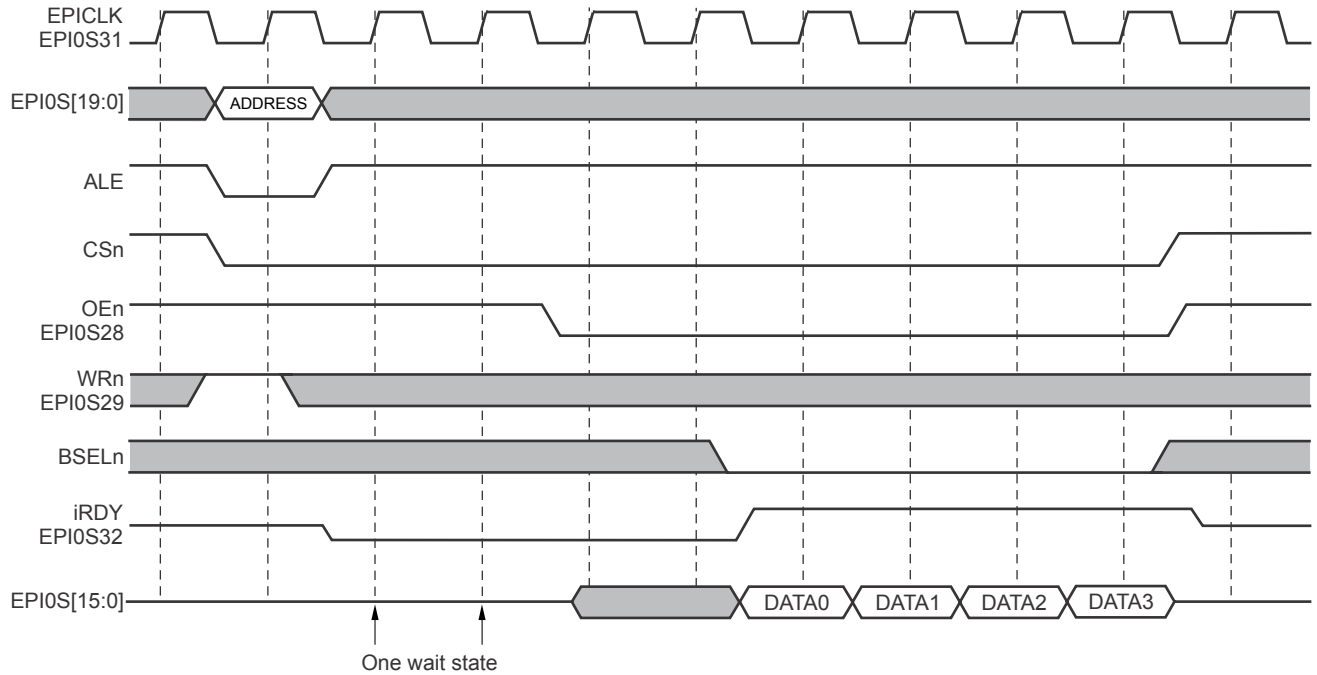 EPICLK
EPI0S31
EPI0S[19:0]
ADDRESS
ALE
CSn
OEn
EPI0S28
WRn
EPI0S29
BSELn
iRDY
EPI0S32
EPI0S[15:0]
DATA0 DATA1 DATA2 DATA3
One wait state